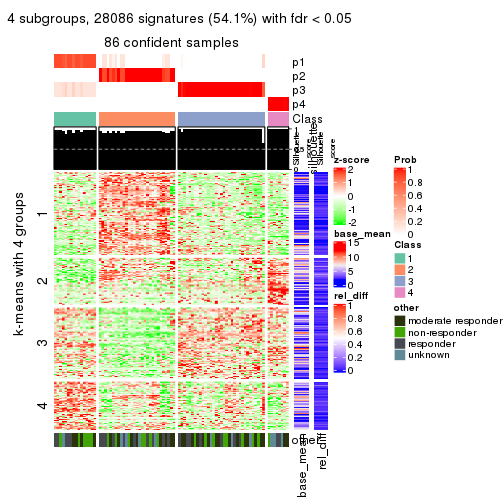 4 subgroups, 28086 signatures (54.1%) with fdr < 0.05
86 confident samples
p1
p2
p3
p4
Class
Silhouette
score
k-means with 4 groups
1
2
3
4
base_mean
rel_diff
other
z-score
2
1
0
-1
-2
base_mean
15
10
5
0
rel_diff
1
0.8
0.6
0.4
0.2
0
Prob
1
0.8
0.6
0.4
0.2
0
Class
1
2
3
4
other
moderate responder
non-responder
responder
unknown